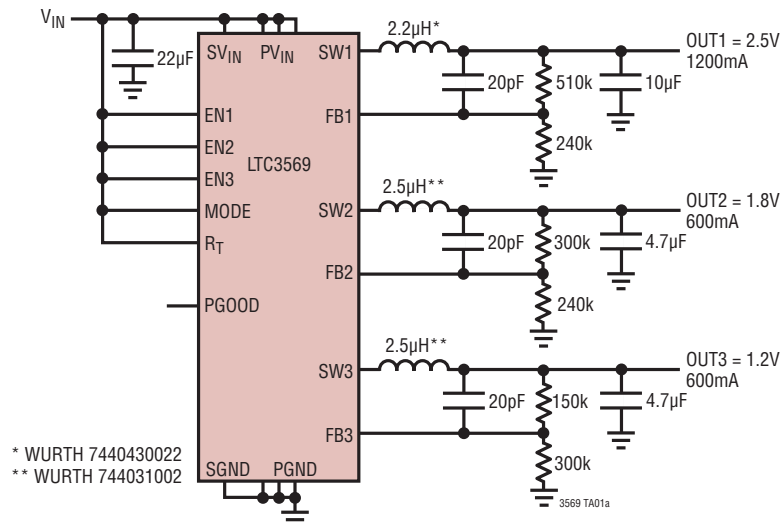 VIN
22µF
SVIN PVIN SW1
2.2µH*
OUT1 = 2.5V
1200mA
20pF
510k
10µF
EN1
FB1
240k
EN2
LTC3569
EN3
2.5µH**
OUT2 = 1.8V
600mA
MODE
SW2
20pF
300k
4.7µF
RT
FB2
240k
PGOOD
2.5µH**
OUT3 = 1.2V
600mA
SW3
20pF
150k
4.7µF
FB3
300k
* WURTH 7440430022
** WURTH 744031002
SGND PGND
3569 TA01a